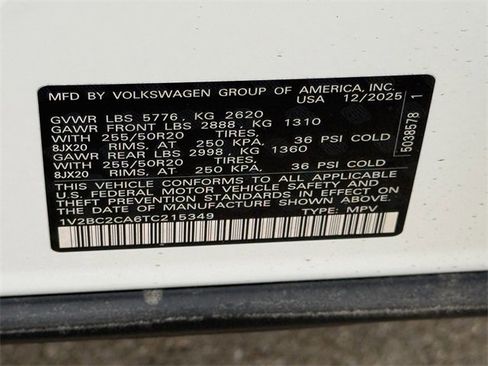 MFD BY VOLKSWAGEN GROUP OF AMERICA, INC.
USA 12/2025
GVWR LBS 5776, KG 2620
GAWR FRONT LBS 2888, KG 1310
WITH 255/50R20 TIRES,
8JX20 RIMS, AT 250 KPA, 36 PSI COLD
GAWR REAR LBS 2998, KG 1360
WITH 255/50R20 TIRES,
8JX20 RIMS, AT 250 KPA, 36 PSI COLD
THIS VEHICLE CONFORMS TO ALL APPLICABLE
U.S. FEDERAL MOTOR VEHICLE SAFETY AND
THEFT PREVENTION STANDARDS IN EFFECT ON
THE DATE OF MANUFACTURE SHOWN ABOVE.
1V2BC2CA6TC215349 TYPE: MPV
5038578 1